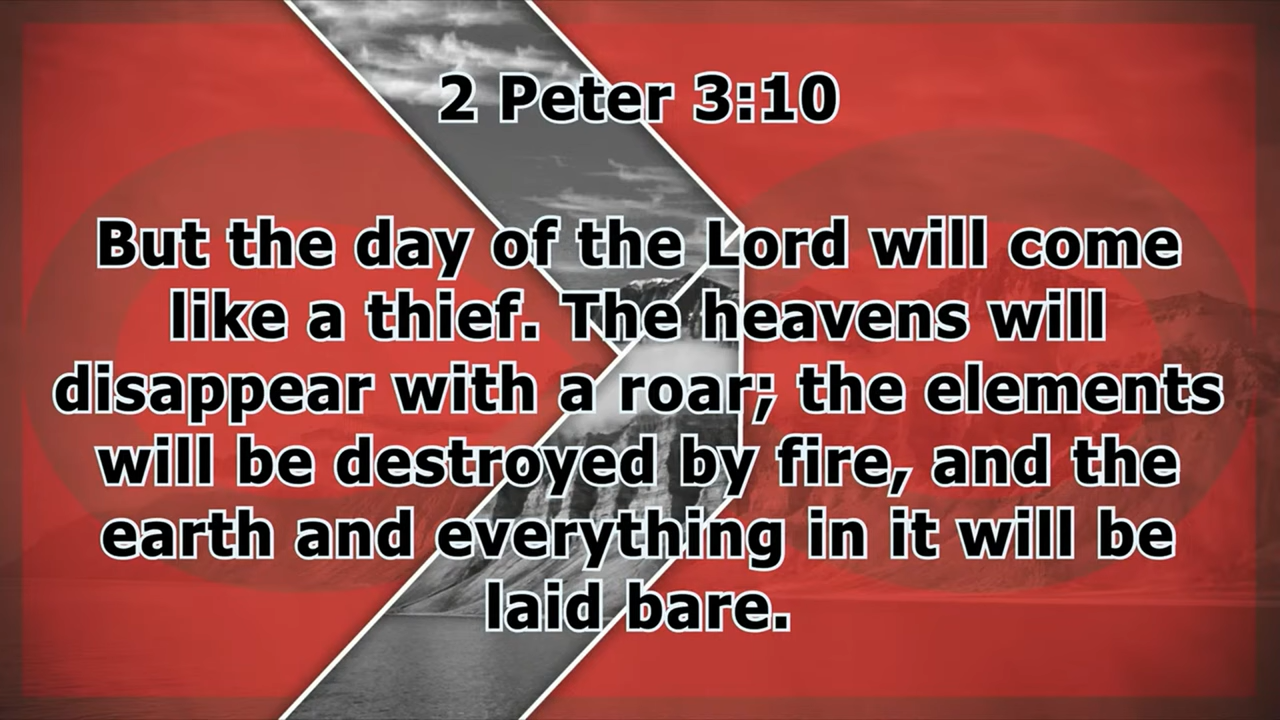 2 Peter 3:10
But the day of the Lord will come
like a thief. The heavens will
disappear with a roar; the elements
will be destroyed by fire, and the
earth and everything in it will be
laid bare.